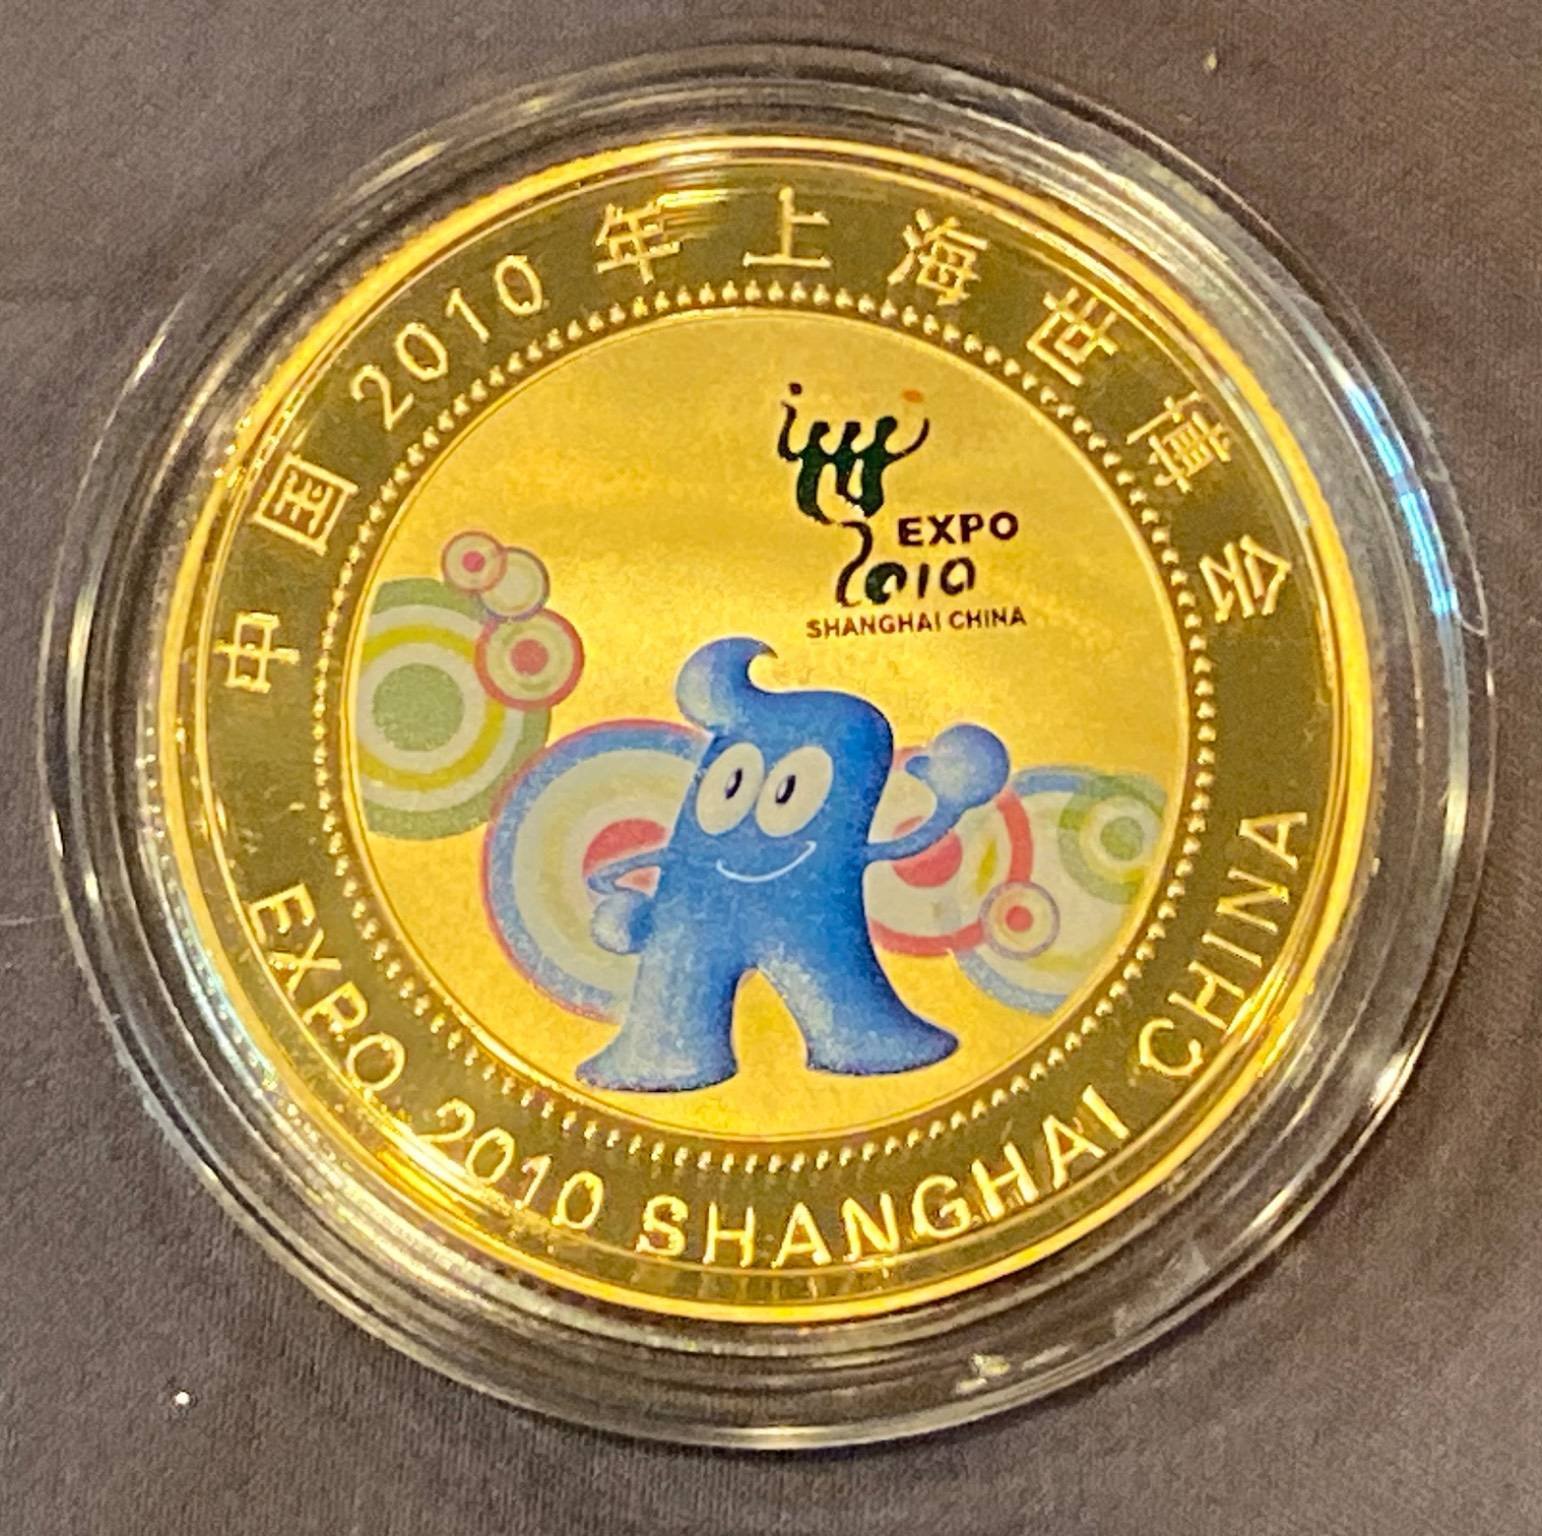 中国2010年上海世博会
EXPO
2010
SHANGHAI CHINA
EXPO 2010 SHANGHAI CHINA